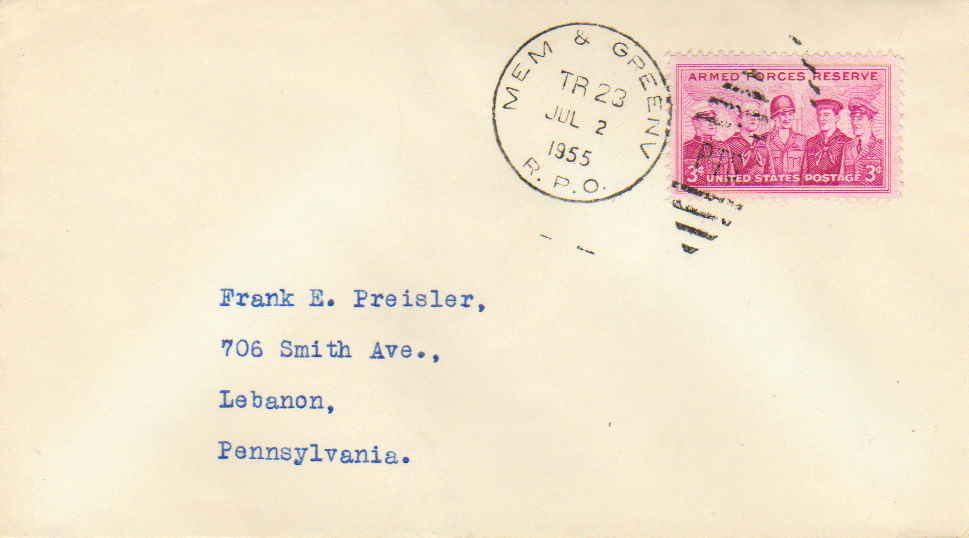 MEM & GREENV
TR 23
JUL 2
1955
R.P.O.
ARMED FORCES RESERVE
3¢ UNITED STATES POSTAGE 3¢
Frank E. Preisler,
706 Smith Ave.,
Lebanon,
Pennsylvania.